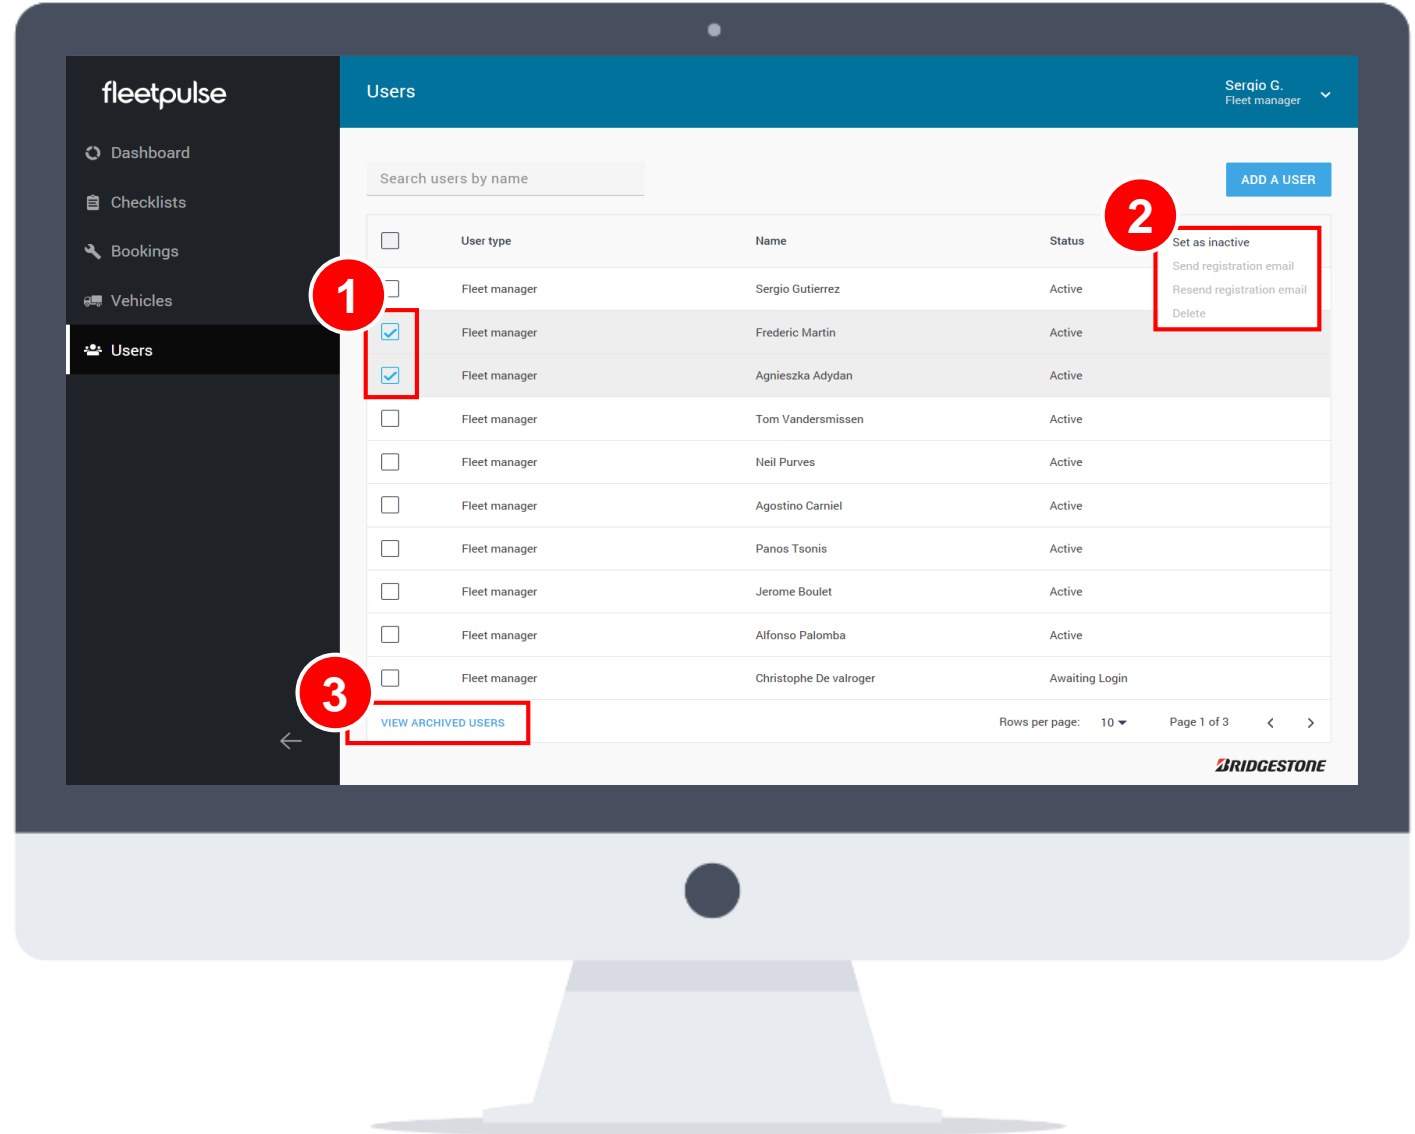 fleetpulse
Users
Sergio G.
Fleet manager
Dashboard
Checklists
Bookings
Vehicles
Users
Search users by name
ADD A USER
2
User type Name Status
Set as inactive
Send registration email
Resend registration email
Delete
1
Fleet manager Sergio Gutierrez Active
Fleet manager Frederic Martin Active
Fleet manager Agnieszka Adydan Active
Fleet manager Tom Vandersmissen Active
Fleet manager Neil Purves Active
Fleet manager Agostino Carniel Active
Fleet manager Panos Tsonis Active
Fleet manager Jerome Boulet Active
Fleet manager Alfonso Palomba Active
Fleet manager Christophe De valroger Awaiting Login
3
VIEW ARCHIVED USERS Rows per page: 10 Page 1 of 3
BRIDGESTONE